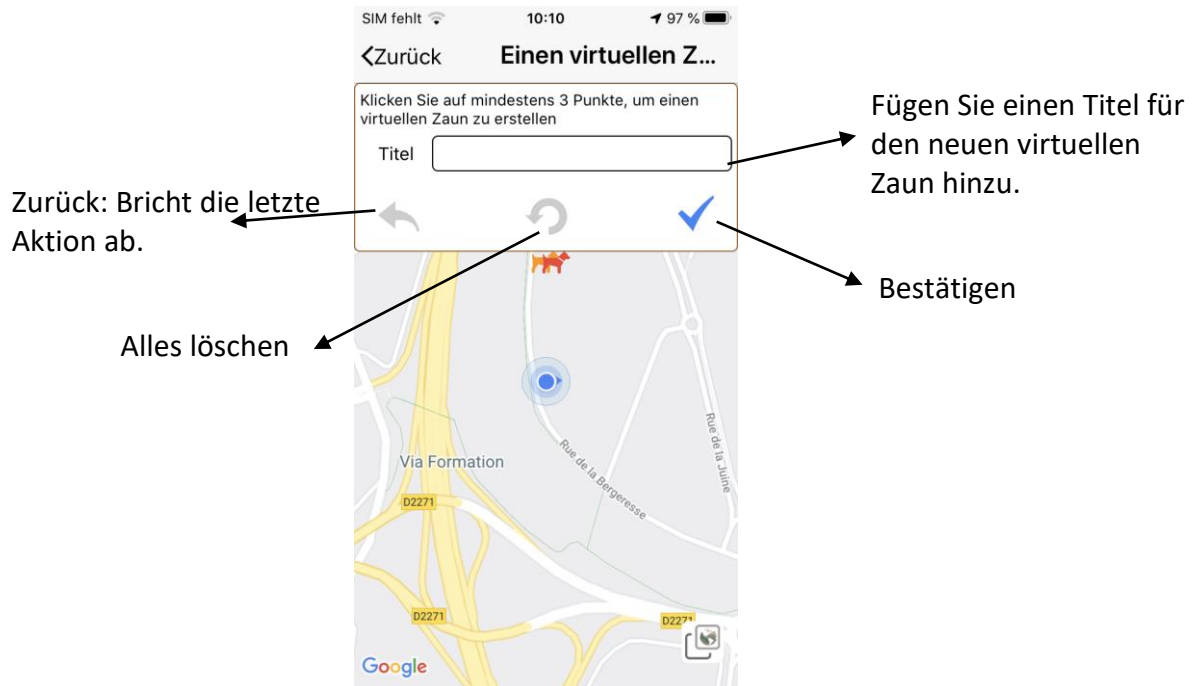 SIM fehlt 10:10 97 %
Zurück Einen virtuellen Z...
Klicken Sie auf mindestens 3 Punkte, um einen
virtuellen Zaun zu erstellen
Titel
Fügen Sie einen Titel für
den neuen virtuellen
Zaun hinzu.
Zurück: Bricht die letzte
Aktion ab.
Bestätigen
Alles löschen
Rue de la Juine
Via Formation
Rue de la Bergeresse
D2271
D2271
D2271
Google